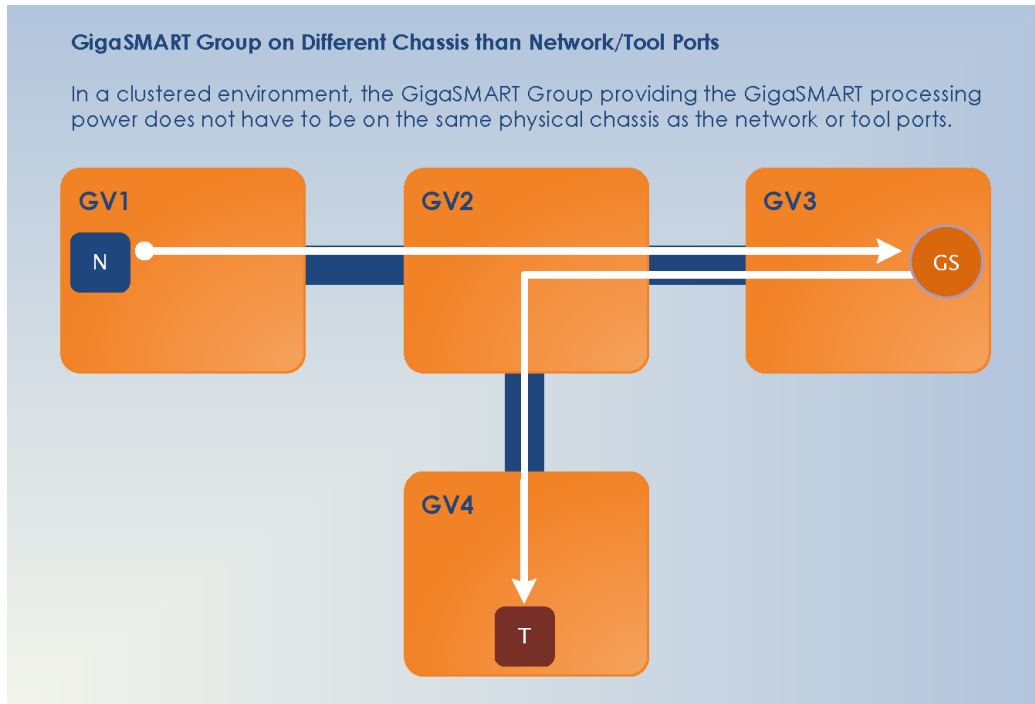 GigaSMART Group on Different Chassis than Network/Tool Ports
In a clustered environment, the GigaSMART Group providing the GigaSMART processing
power does not have to be on the same physical chassis as the network or tool ports.
GV1
GV2
GV3
N
GS
GV4
T